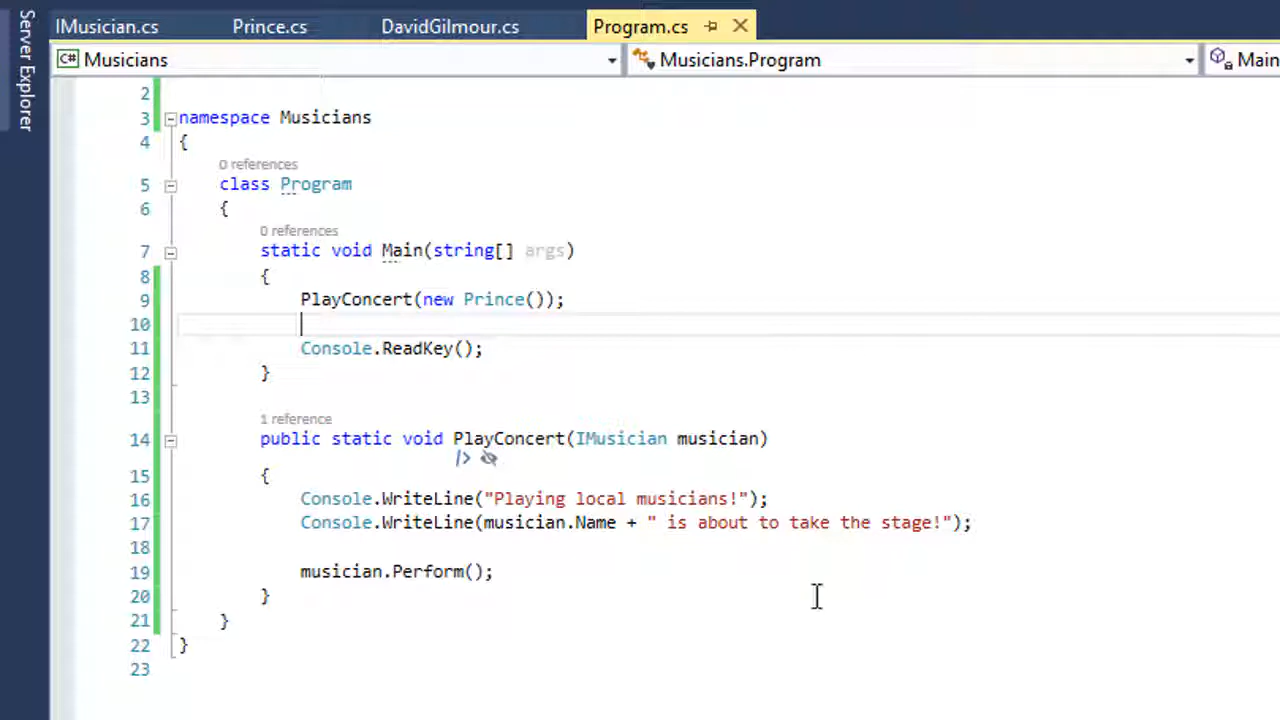 Server Explorer
IMusician.cs Prince.cs DavidGilmour.cs Program.cs
C# Musicians Musicians.Program Main
2
3 namespace Musicians
4 {
0 references
5 class Program
6 {
0 references
7 static void Main(string[] args)
8 {
9 PlayConcert(new Prince());
10
11 Console.ReadKey();
12 }
13
1 reference
14 public static void PlayConcert(IMusician musician)
15 {
16 Console.WriteLine("Playing local musicians!");
17 Console.WriteLine(musician.Name + " is about to take the stage!");
18
19 musician.Perform();
20 }
21 }
22 }
23